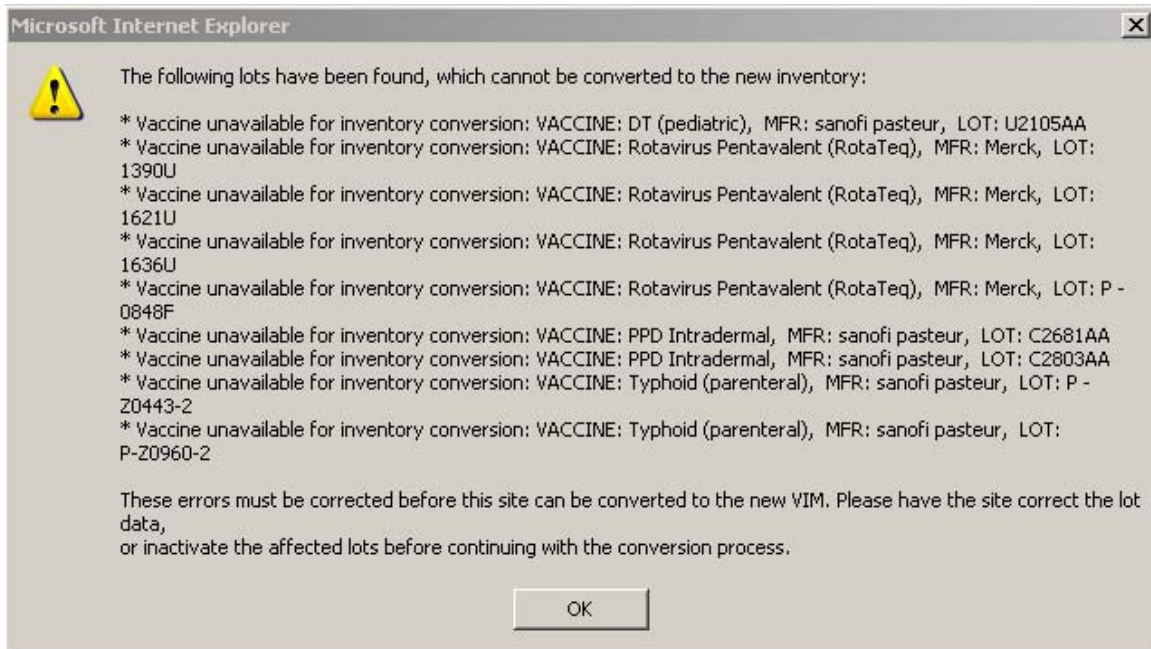 Microsoft Internet Explorer
The following lots have been found, which cannot be converted to the new inventory:
* Vaccine unavailable for inventory conversion: VACCINE: DT (pediatric), MFR: sanofi pasteur, LOT: U2105AA
* Vaccine unavailable for inventory conversion: VACCINE: Rotavirus Pentavalent (RotaTeq), MFR: Merck, LOT:
1390U
* Vaccine unavailable for inventory conversion: VACCINE: Rotavirus Pentavalent (RotaTeq), MFR: Merck, LOT:
1621U
* Vaccine unavailable for inventory conversion: VACCINE: Rotavirus Pentavalent (RotaTeq), MFR: Merck, LOT:
1636U
* Vaccine unavailable for inventory conversion: VACCINE: Rotavirus Pentavalent (RotaTeq), MFR: Merck, LOT: P -
0848F
* Vaccine unavailable for inventory conversion: VACCINE: PPD Intradermal, MFR: sanofi pasteur, LOT: C2681AA
* Vaccine unavailable for inventory conversion: VACCINE: PPD Intradermal, MFR: sanofi pasteur, LOT: C2803AA
* Vaccine unavailable for inventory conversion: VACCINE: Typhoid (parenteral), MFR: sanofi pasteur, LOT: P -
Z0443-2
* Vaccine unavailable for inventory conversion: VACCINE: Typhoid (parenteral), MFR: sanofi pasteur, LOT:
P-Z0960-2
These errors must be corrected before this site can be converted to the new VIM. Please have the site correct the lot
data,
or inactivate the affected lots before continuing with the conversion process.
OK